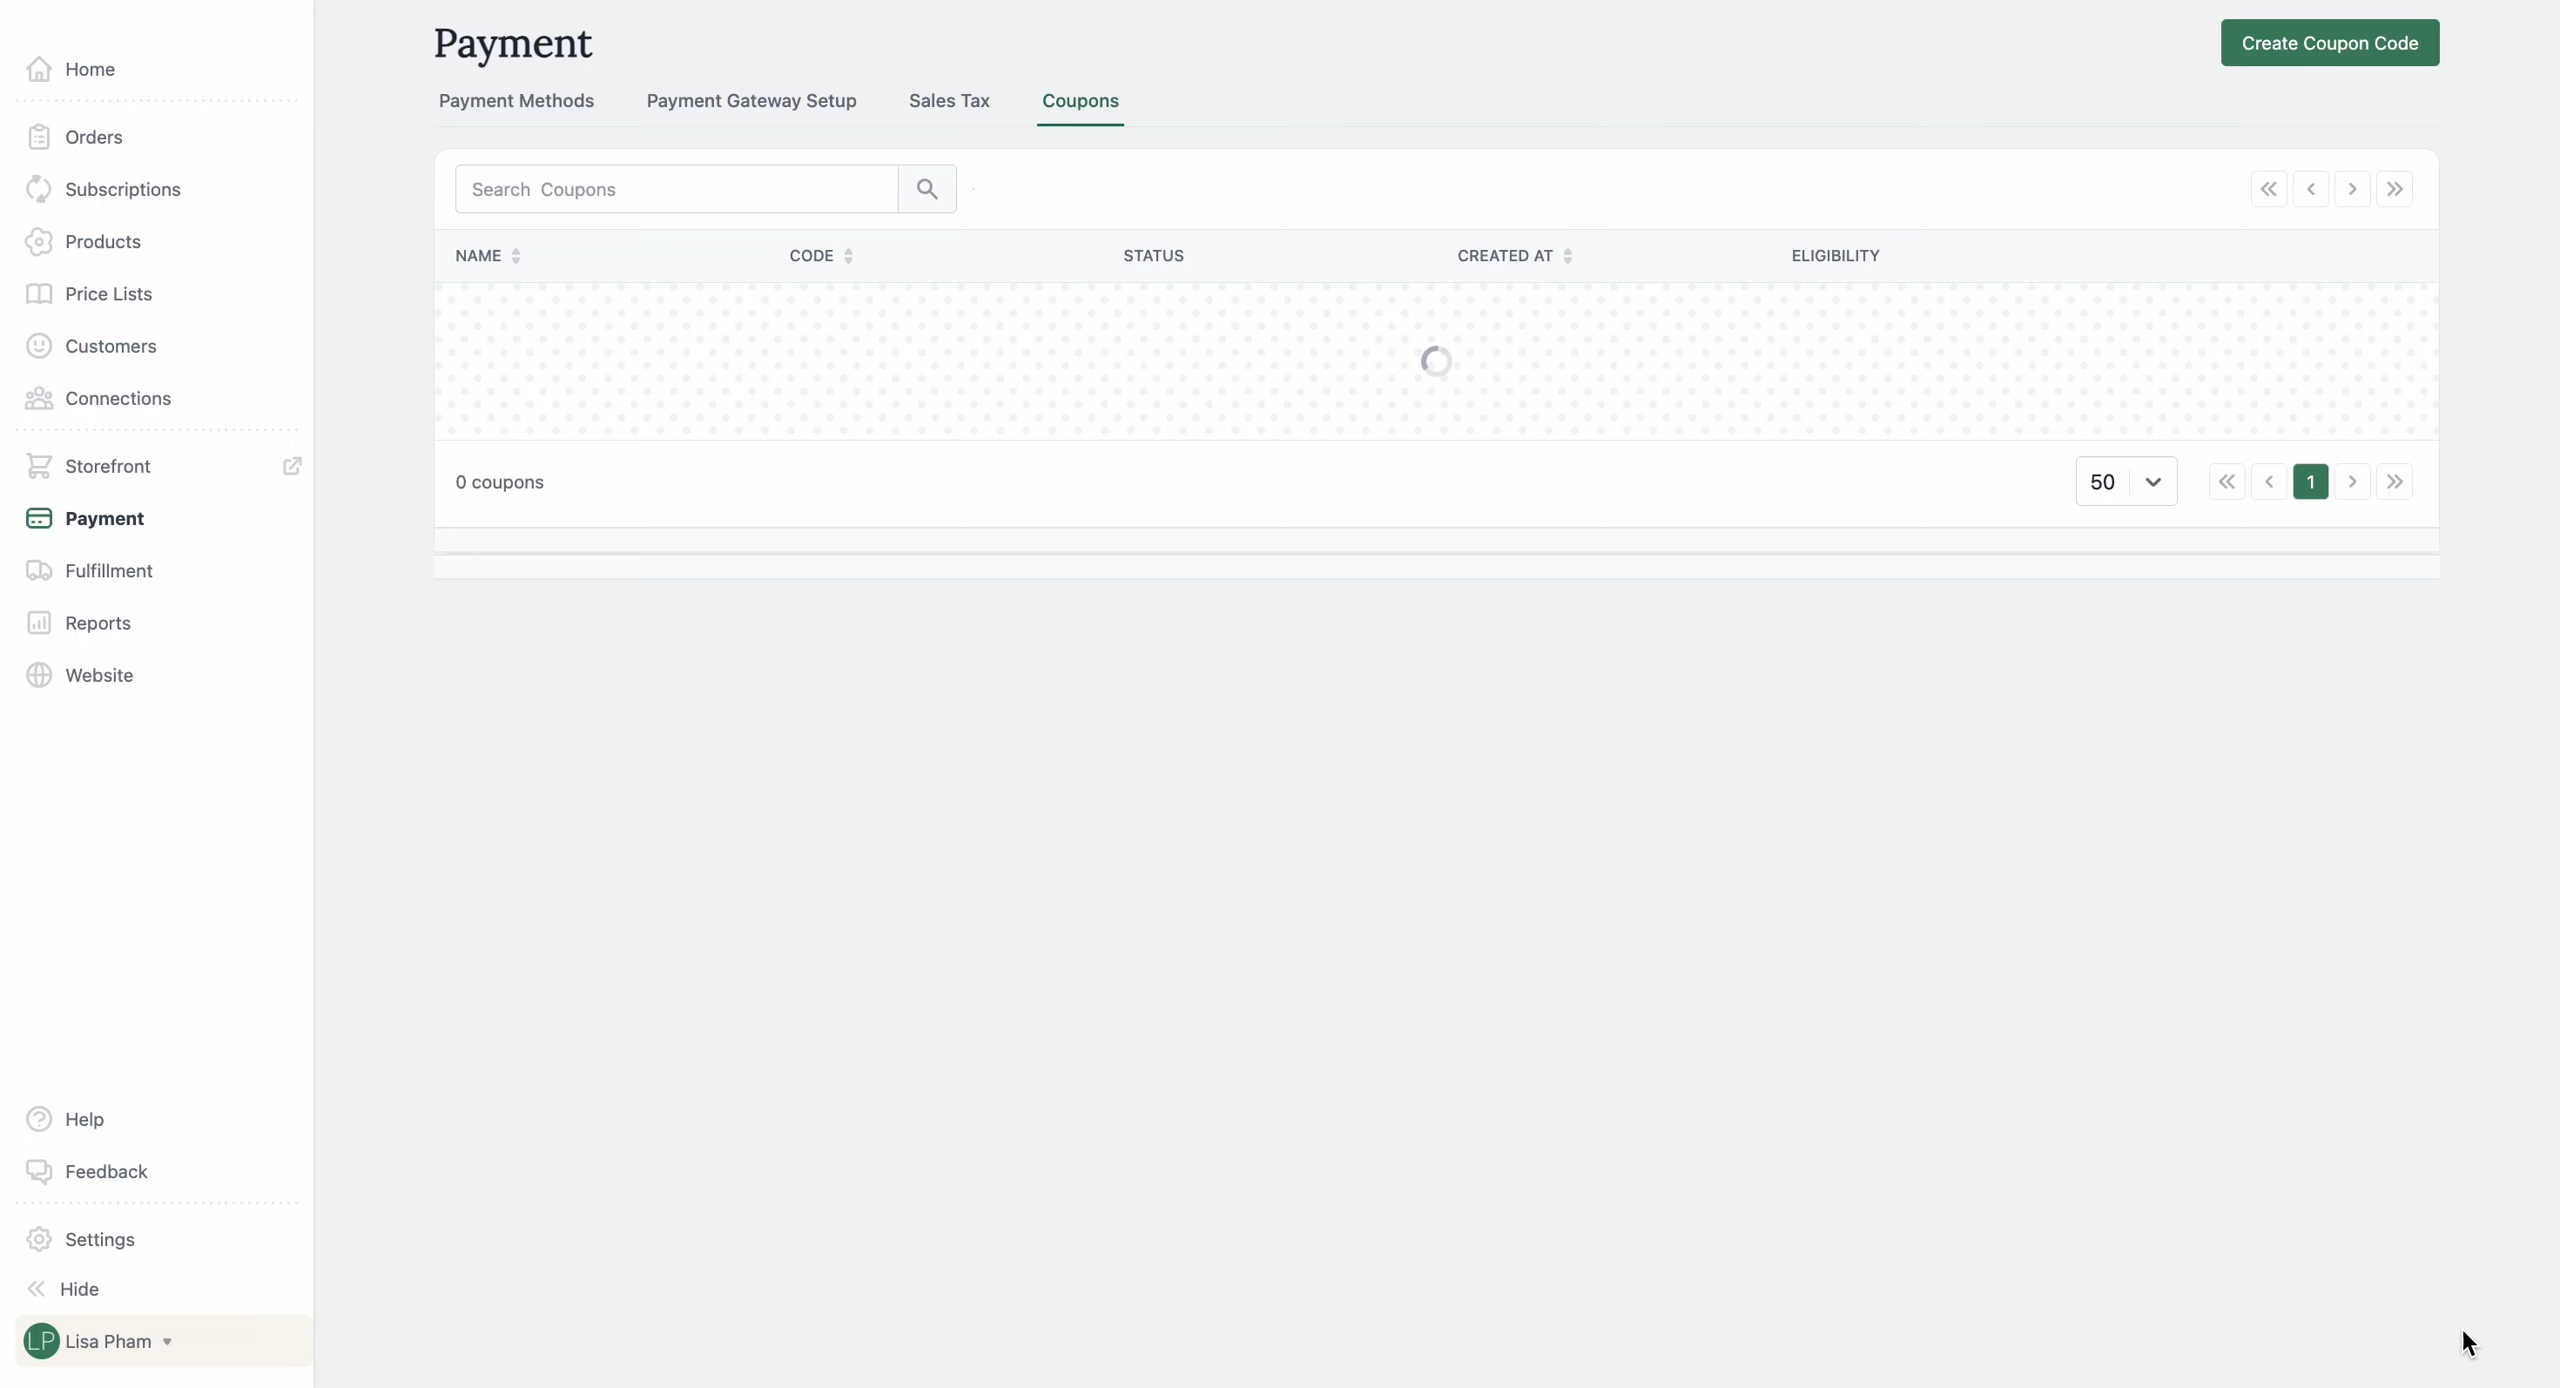 Home
Orders
Subscriptions
Products
Price Lists
Customers
Connections
Storefront
Payment
Fulfillment
Reports
Website
Help
Feedback
Settings
Hide
LP Lisa Pham
Payment
Create Coupon Code
Payment Methods Payment Gateway Setup Sales Tax Coupons
Search Coupons
NAME CODE STATUS CREATED AT ELIGIBILITY
0 coupons 50 1